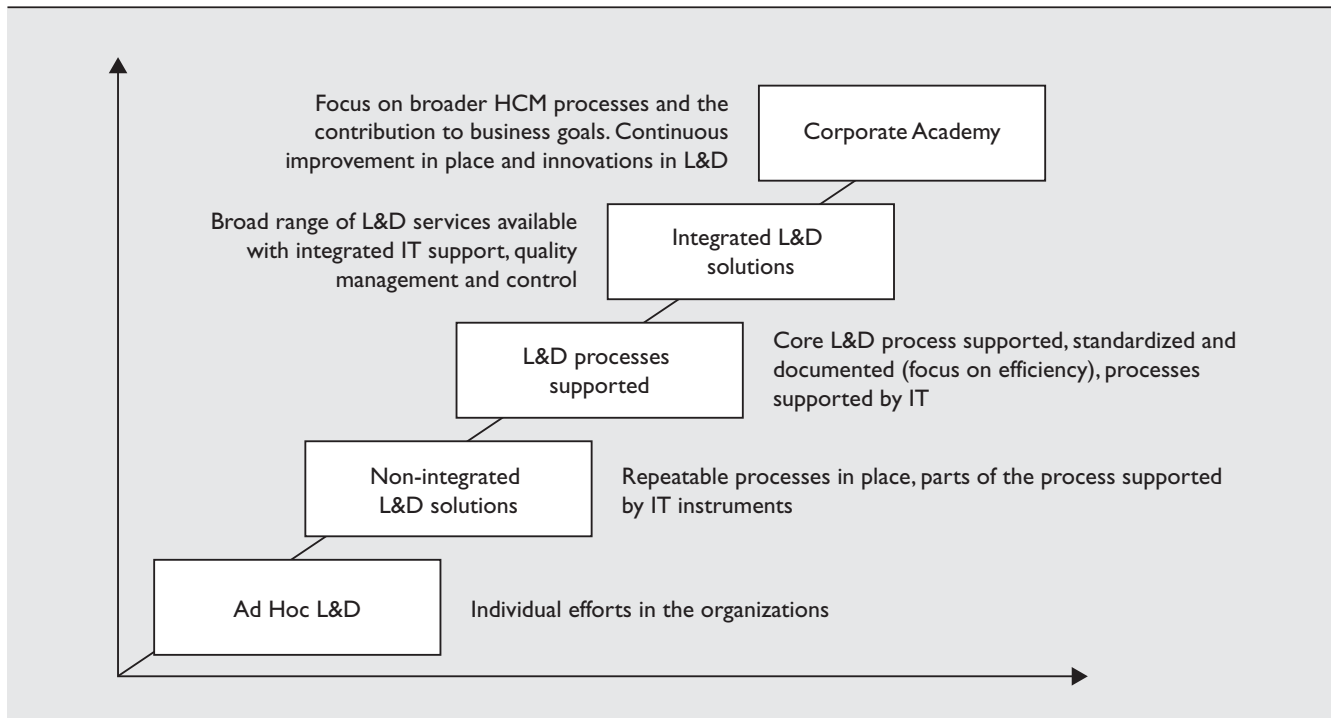 Focus on broader HCM processes and the
contribution to business goals. Continuous
improvement in place and innovations in L&D
Corporate Academy
Broad range of L&D services available
with integrated IT support, quality
management and control
Integrated L&D
solutions
L&D processes
supported
Core L&D process supported, standardized and
documented (focus on efficiency), processes
supported by IT
Non-integrated
L&D solutions
Repeatable processes in place, parts of the process supported
by IT instruments
Ad Hoc L&D
Individual efforts in the organizations